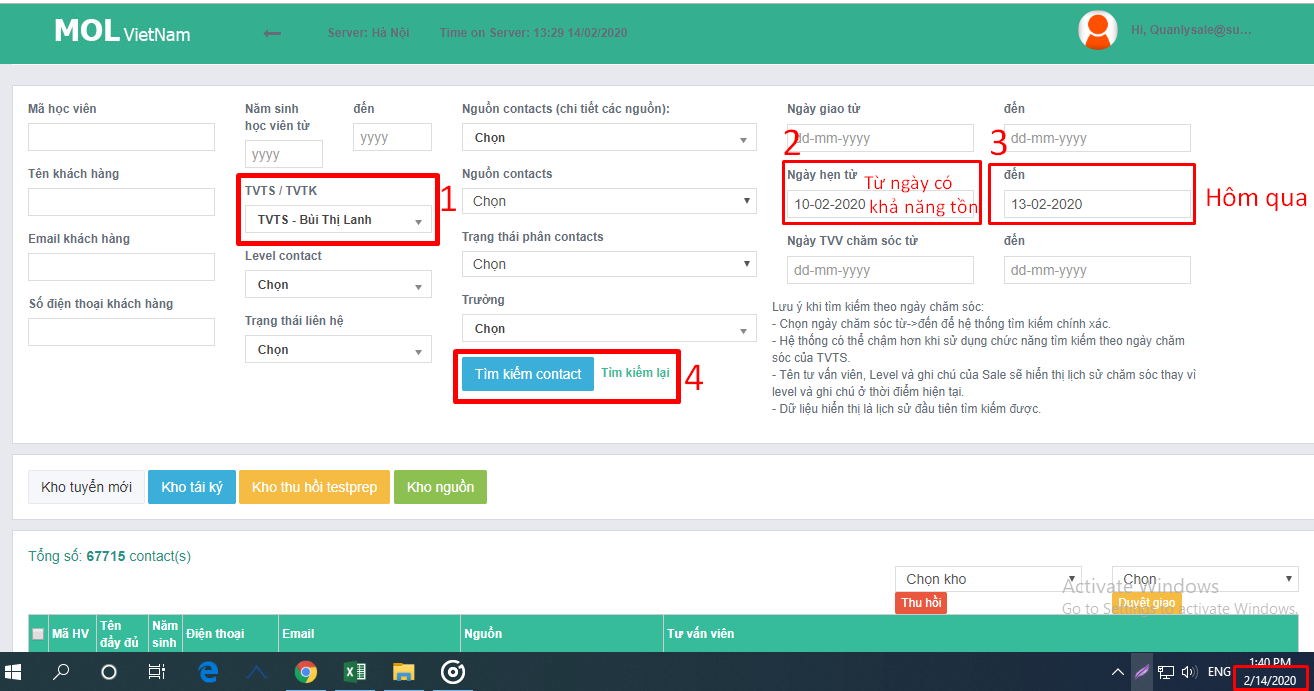 MOL VietNam
Server: Hà Nội
Time on Server: 13:29 14/02/2020
Hi, Quanlysale@su...
Mã học viên
Tên khách hàng
Email khách hàng
Số điện thoại khách hàng
Năm sinh
học viên từ
yyyy
đến
yyyy
TVTS / TVTK
TVTS - Bùi Thị Lanh
1
Level contact
Chọn
Trạng thái liên hệ
Chọn
Nguồn contacts (chi tiết các nguồn):
Chọn
Nguồn contacts
Chọn
Trạng thái phân contacts
Chọn
Trường
Chọn
Tìm kiếm contact
Tìm kiếm lại
4
Ngày giao từ
dd-mm-yyyy
đến
dd-mm-yyyy
2
Ngày hẹn từ
10-02-2020
Từ ngày có
khả năng tồn
3
đến
13-02-2020
Hôm qua
Ngày TVV chăm sóc từ
dd-mm-yyyy
đến
dd-mm-yyyy
Lưu ý khi tìm kiếm theo ngày chăm sóc:
- Chọn ngày chăm sóc từ->đến để hệ thống tìm kiếm chính xác.
- Hệ thống có thể chậm hơn khi sử dụng chức năng tìm kiếm theo ngày chăm
sóc của TVTS.
- Tên tư vấn viên, Level và ghi chú của Sale sẽ hiển thị lịch sử chăm sóc thay vì
level và ghi chú ở thời điểm hiện tại.
- Dữ liệu hiển thị là lịch sử đầu tiên tìm kiếm được.
Kho tuyển mới
Kho tái ký
Kho thu hồi testprep
Kho nguồn
Tổng số: 67715 contact(s)
Chọn kho
Thu hồi
Chọn
Duyệt giao
Activate Windows
Go to Settings to activate Windows.
Mã HV
Tên
đầy đủ
Năm
sinh
Điện thoại
Email
Nguồn
Tư vấn viên
ENG
1:40 PM
2/14/2020